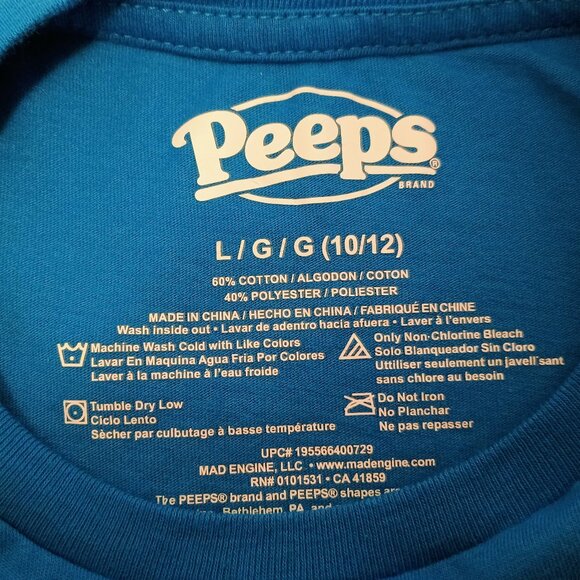 Peeps®
BRAND
L / G / G (10/12)
60% COTTON / ALGODON / COTON
40% POLYESTER / POLIESTER
MADE IN CHINA / HECHO EN CHINA / FABRIQUÉ EN CHINE
Wash inside out • Lavar de adentro hacia afuera • Laver à l'envers
Machine Wash Cold with Like Colors
Lavar En Maquina Agua Fria Por Colores
Laver à la machine à l'eau froide
Only Non-Chlorine Bleach
Solo Blanqueador Sin Cloro
Uttiliser seulement un javellisant
sans chlore au besoin
Tumble Dry Low
Ciclo Lento
Sècher par culbutage à basse température
Do Not Iron
No Planchar
Ne pas repasser
UPC# 195566400729
MAD ENGINE, LLC • www.madengine.com
RN# 0101531 • CA 41859
The PEEPS® brand and PEEPS® shapes are
Inc. Bethlehem, PA, and